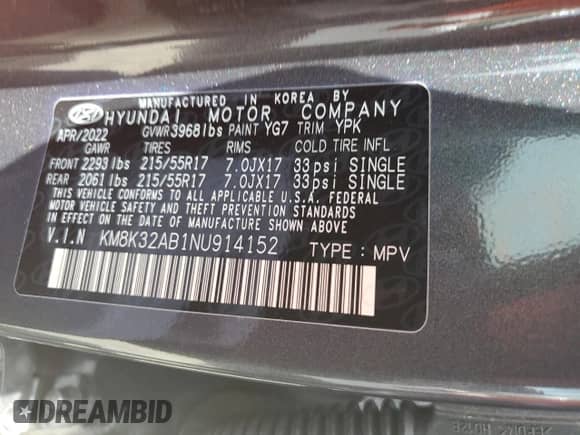 MANUFACTURED IN KOREA BY
HYUNDAI MOTOR COMPANY
APR/2022 GVWR3968lbs PAINT YG7 TRIM YPK
GAWR TIRES RIMS COLD TIRE INFL
FRONT 2293 lbs 215/55R17 7.0JX17 33psi SINGLE
REAR 2061 lbs 215/55R17 7.0JX17 33psi SINGLE
THIS VEHICLE CONFORMS TO ALL APPLICABLE U.S.A. FEDERAL
MOTOR VEHICLE SAFETY AND THEFT PREVENTION STANDARDS
IN EFFECT ON THE DATE OF MANUFACTURE SHOWN ABOVE.
V.I.N KM8K32AB1NU914152 TYPE : MPV
DREAMBID